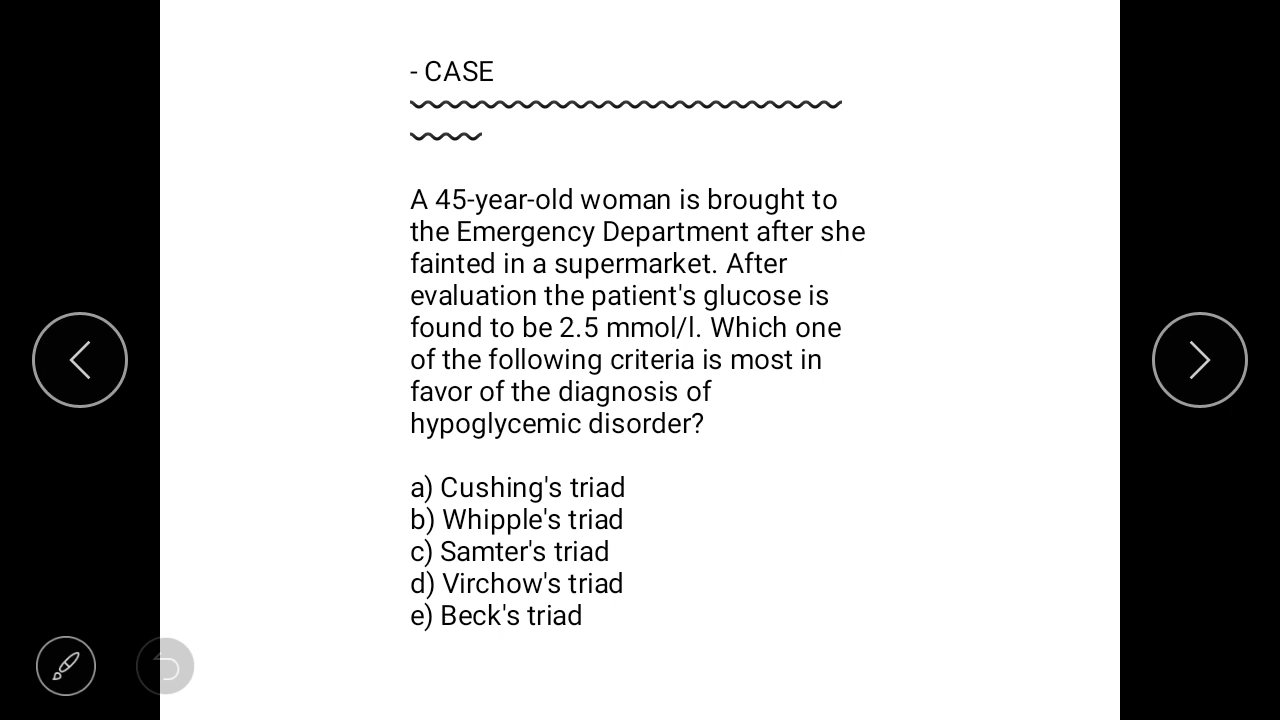 - CASE
A 45-year-old woman is brought to
the Emergency Department after she
fainted in a supermarket. After
evaluation the patient's glucose is
found to be 2.5 mmol/l. Which one
of the following criteria is most in
favor of the diagnosis of
hypoglycemic disorder?
a) Cushing's triad
b) Whipple's triad
c) Samter's triad
d) Virchow's triad
e) Beck's triad